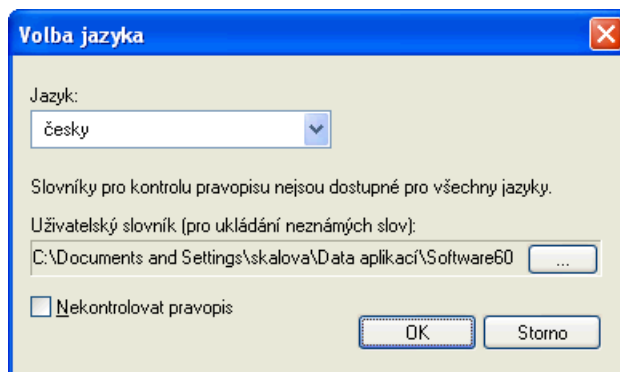 Volba jazyka
Jazyk:
česky
Slovníky pro kontrolu pravopisu nejsou dostupné pro všechny jazyky.
Uživatelský slovník (pro ukládání neznámých slov):
C:\Documents and Settings\skalova\Data aplikací\Software60
...
Nekontrolovat pravopis
OK
Storno